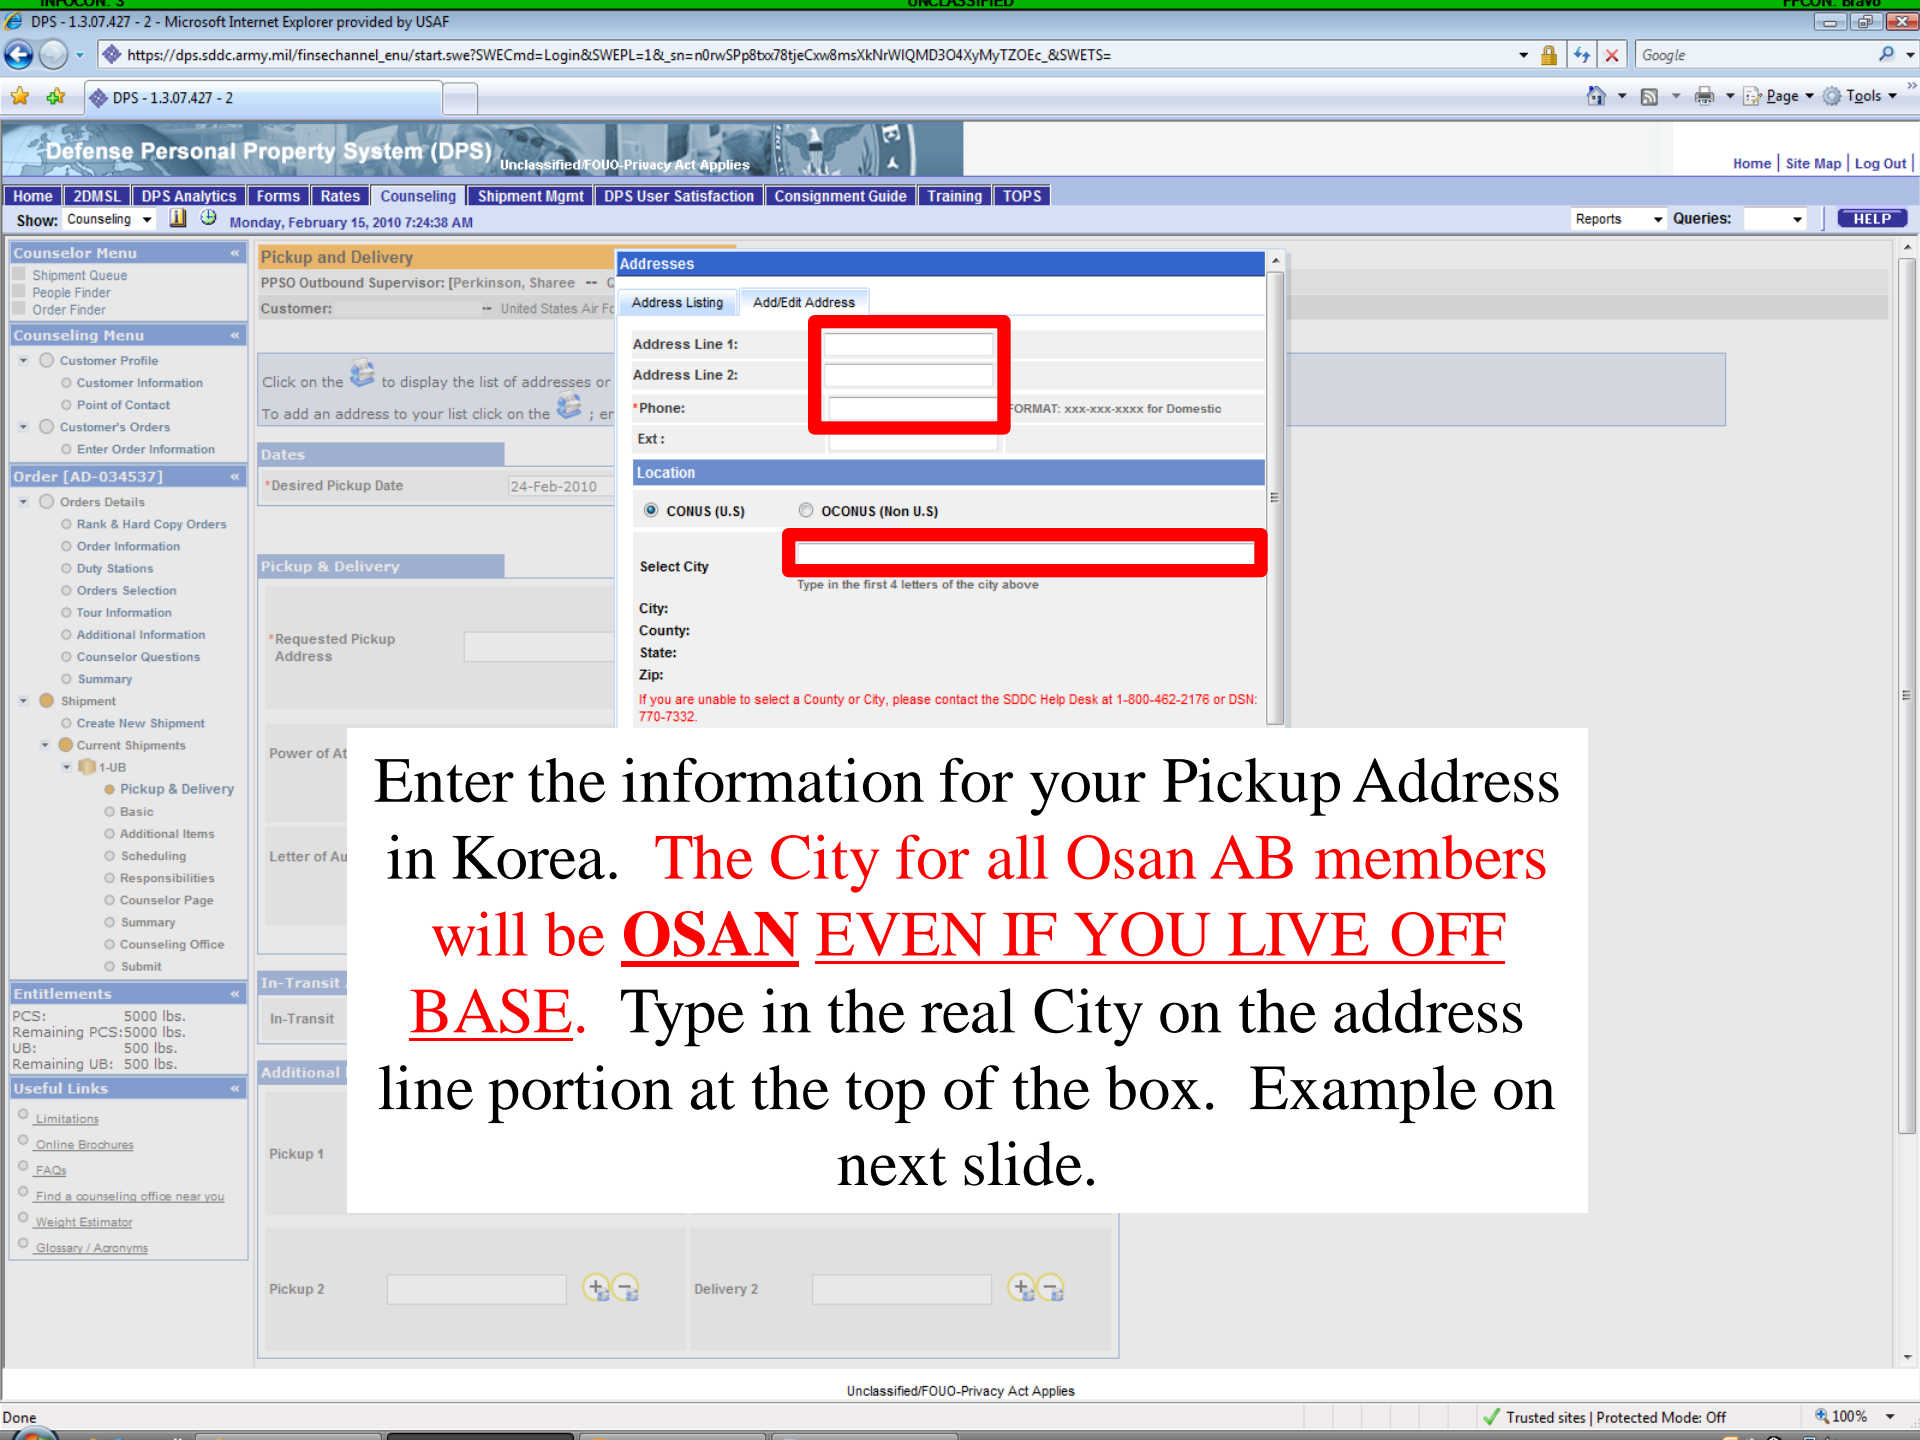 INFOCON: 3 UNCLASSIFIED FPCON: Bravo
DPS - 1.3.07.427 - 2 - Microsoft Internet Explorer provided by USAF
https://dps.sddc.army.mil/finsechannel_enu/start.swe?SWECmd=Login&SWEPL=1&_sn=n0rwSPp8txx78tjeCxw8msXkNrWIQMD3O4XyMyTZOEc_&SWETS= Google
DPS - 1.3.07.427 - 2 Page Tools
Defense Personal Property System (DPS) Unclassified/FOUO-Privacy Act Applies
Home | Site Map | Log Out |
Home 2DMSL DPS Analytics Forms Rates Counseling Shipment Mgmt DPS User Satisfaction Consignment Guide Training TOPS
Show: Counseling Monday, February 15, 2010 7:24:38 AM Reports Queries: HELP
Counselor Menu «
Shipment Queue
People Finder
Order Finder
Counseling Menu «
Customer Profile
Customer Information
Point of Contact
Customer's Orders
Enter Order Information
Order [AD-034537] «
Orders Details
Rank & Hard Copy Orders
Order Information
Duty Stations
Orders Selection
Tour Information
Additional Information
Counselor Questions
Summary
Shipment
Create New Shipment
Current Shipments
1-UB
Pickup & Delivery
Basic
Additional Items
Scheduling
Responsibilities
Counselor Page
Summary
Counseling Office
Submit
Entitlements «
PCS: 5000 lbs.
Remaining PCS:5000 lbs.
UB: 500 lbs.
Remaining UB: 500 lbs.
Useful Links «
Limitations
Online Brochures
FAQs
Find a counseling office near you
Weight Estimator
Glossary / Acronyms
Pickup and Delivery
PPSO Outbound Supervisor: [Perkinson, Sharee --
Customer: -- United States Air Fo
Click on the to display the list of addresses or
To add an address to your list click on the ; er
Dates
*Desired Pickup Date 24-Feb-2010
Pickup & Delivery
*Requested Pickup
Address
Power of At
Letter of Au
In-Transit
In-Transit
Additional
Pickup 1
Pickup 2 Delivery 2
Addresses
Address Listing Add/Edit Address
Address Line 1:
Address Line 2:
*Phone: FORMAT: xxx-xxx-xxxx for Domestic
Ext :
Location
CONUS (U.S) OCONUS (Non U.S)
Select City
Type in the first 4 letters of the city above
City:
County:
State:
Zip:
If you are unable to select a County or City, please contact the SDDC Help Desk at 1-800-462-2176 or DSN:
770-7332.
Enter the information for your Pickup Address
in Korea. The City for all Osan AB members
will be OSAN EVEN IF YOU LIVE OFF
BASE. Type in the real City on the address
line portion at the top of the box. Example on
next slide.
Unclassified/FOUO-Privacy Act Applies
Done Trusted sites | Protected Mode: Off 100%